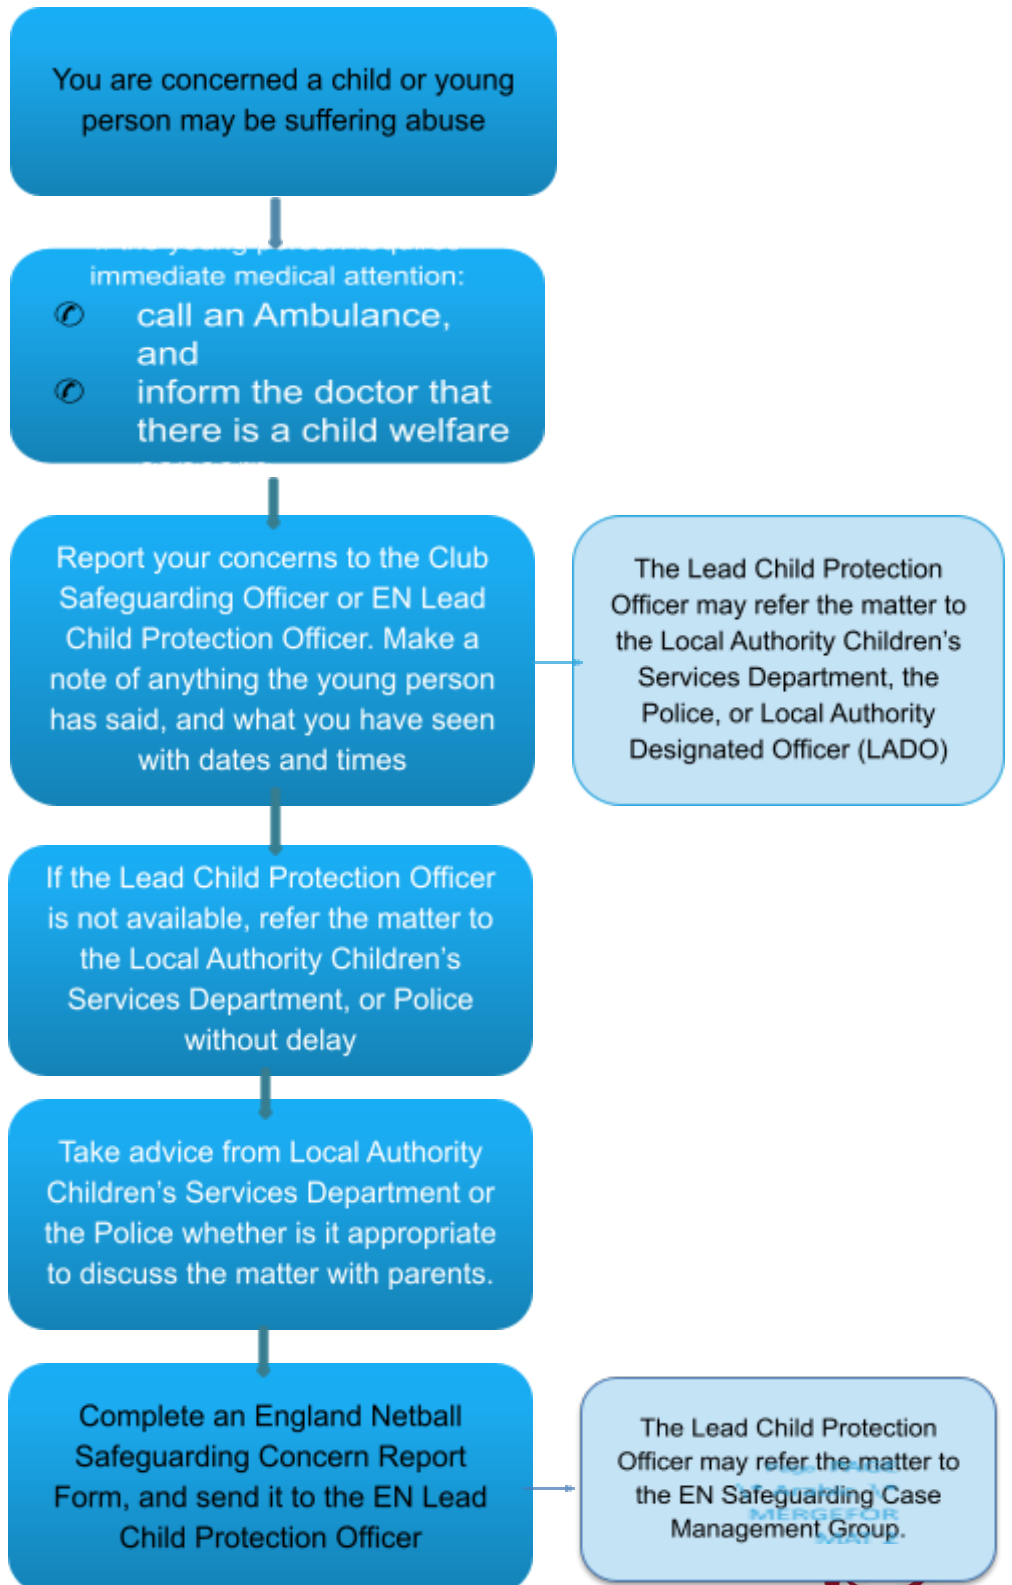 You are concerned a child or young
person may be suffering abuse
immediate medical attention:
✆ call an Ambulance,
and
✆ inform the doctor that
there is a child welfare
Report your concerns to the Club
Safeguarding Officer or EN Lead
Child Protection Officer. Make a
note of anything the young person
has said, and what you have seen
with dates and times
The Lead Child Protection
Officer may refer the matter to
the Local Authority Children’s
Services Department, the
Police, or Local Authority
Designated Officer (LADO)
If the Lead Child Protection Officer
is not available, refer the matter to
the Local Authority Children’s
Services Department, or Police
without delay
Take advice from Local Authority
Children’s Services Department or
the Police whether is it appropriate
to discuss the matter with parents.
Complete an England Netball
Safeguarding Concern Report
Form, and send it to the EN Lead
Child Protection Officer
The Lead Child Protection
Officer may refer the matter to
the EN Safeguarding Case
Management Group.
MERGEFOR